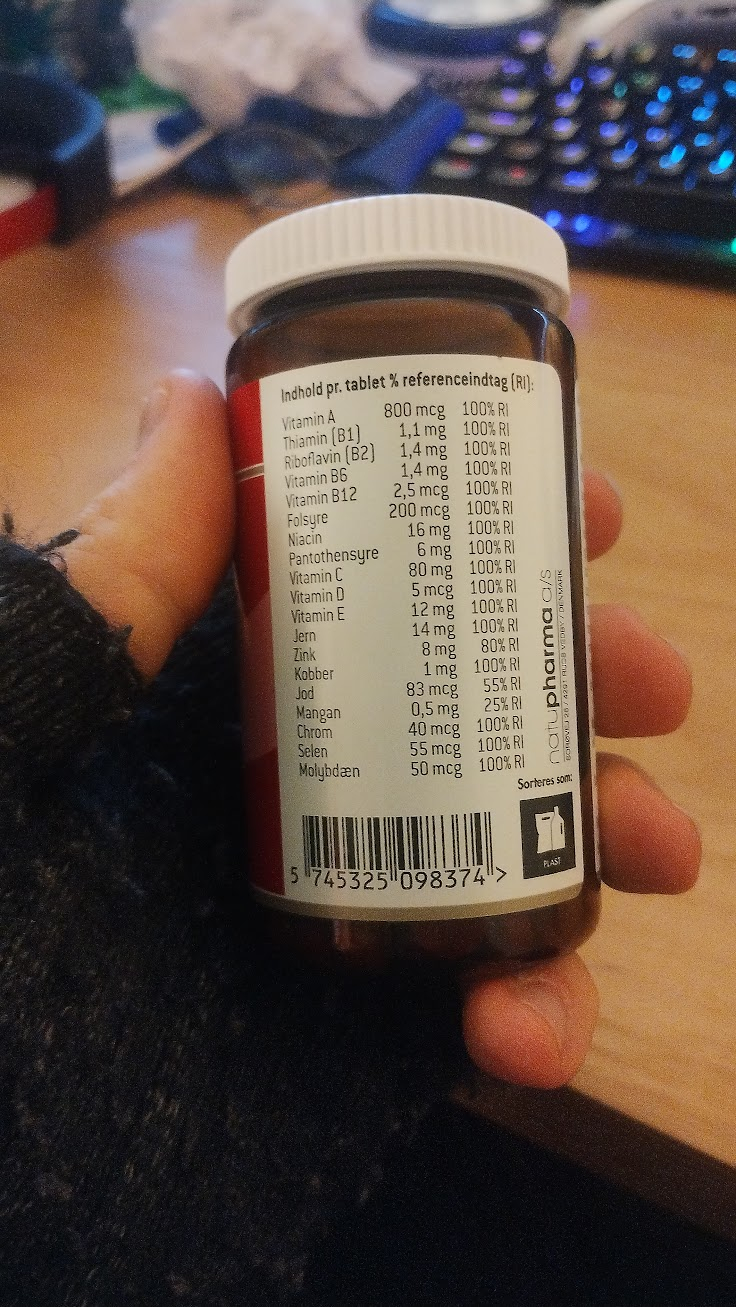 Indhold pr. tablet % referenceindtag (RI):
Vitamin A 800 mcg 100% RI
Thiamin (B1) 1,1 mg 100% RI
Riboflavin (B2) 1,4 mg 100% RI
Vitamin B6 1,4 mg 100% RI
Vitamin B12 2,5 mcg 100% RI
Folsyre 200 mcg 100% RI
Niacin 16 mg 100% RI
Pantothensyre 6 mg 100% RI
Vitamin C 80 mg 100% RI
Vitamin D 5 mcg 100% RI
Vitamin E 12 mg 100% RI
Jern 14 mg 100% RI
Zink 8 mg 80% RI
Kobber 1 mg 100% RI
Jod 83 mcg 55% RI
Mangan 0,5 mg 25% RI
Chrom 40 mcg 100% RI
Selen 55 mcg 100% RI
Molybdæn 50 mcg 100% RI
natupharma a/s
/ 4291 RUDS VEDBY / DENMARK
Sorteres som:
PLAST
5 745325 098374 >